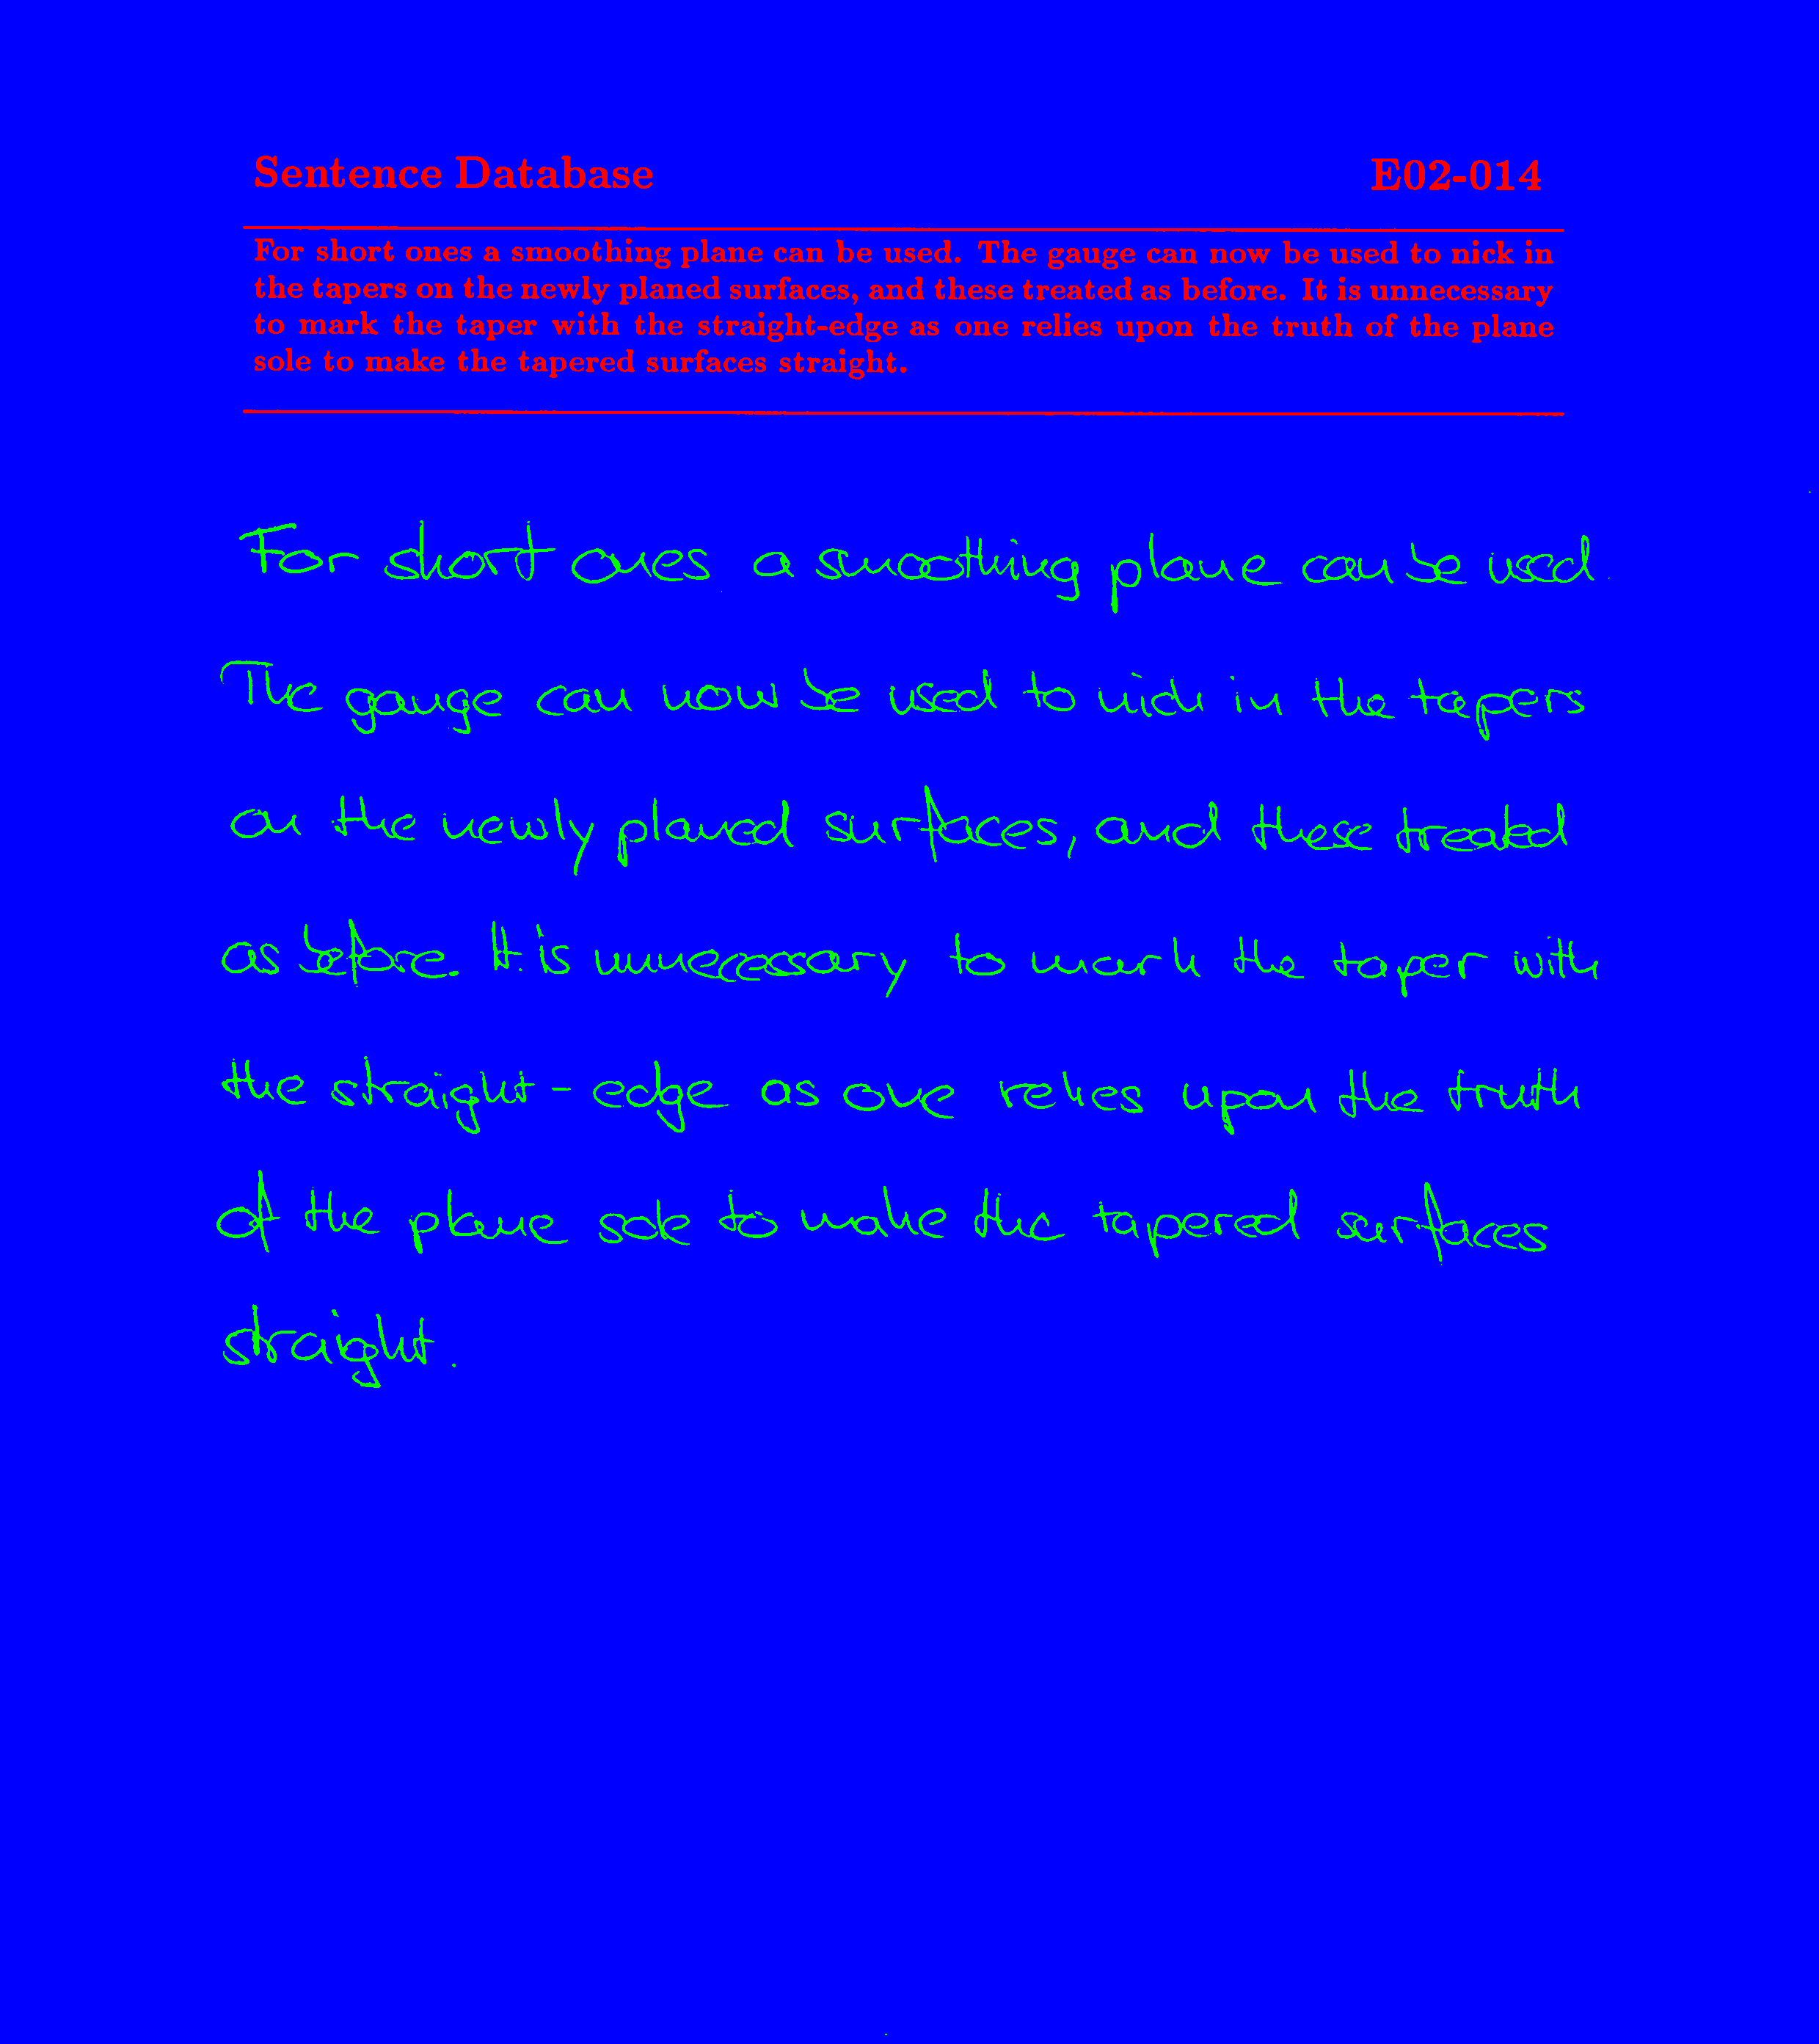 Sentence Database E02-014
For short ones a smoothing plane can be used. The gauge can now be used to nick in
the tapers on the newly planed surfaces, and these treated as before. It is unnecessary
to mark the taper with the straight-edge as one relies upon the truth of the plane
sole to make the tapered surfaces straight.
For short ones a smoothing plane can be used.
The gauge can now be used to nick in the tapers
on the newly planed surfaces, and these treated
as before. It is unnecessary to mark the taper with
the straight-edge as one relies upon the truth
of the plane sole to make the tapered surfaces
straight.